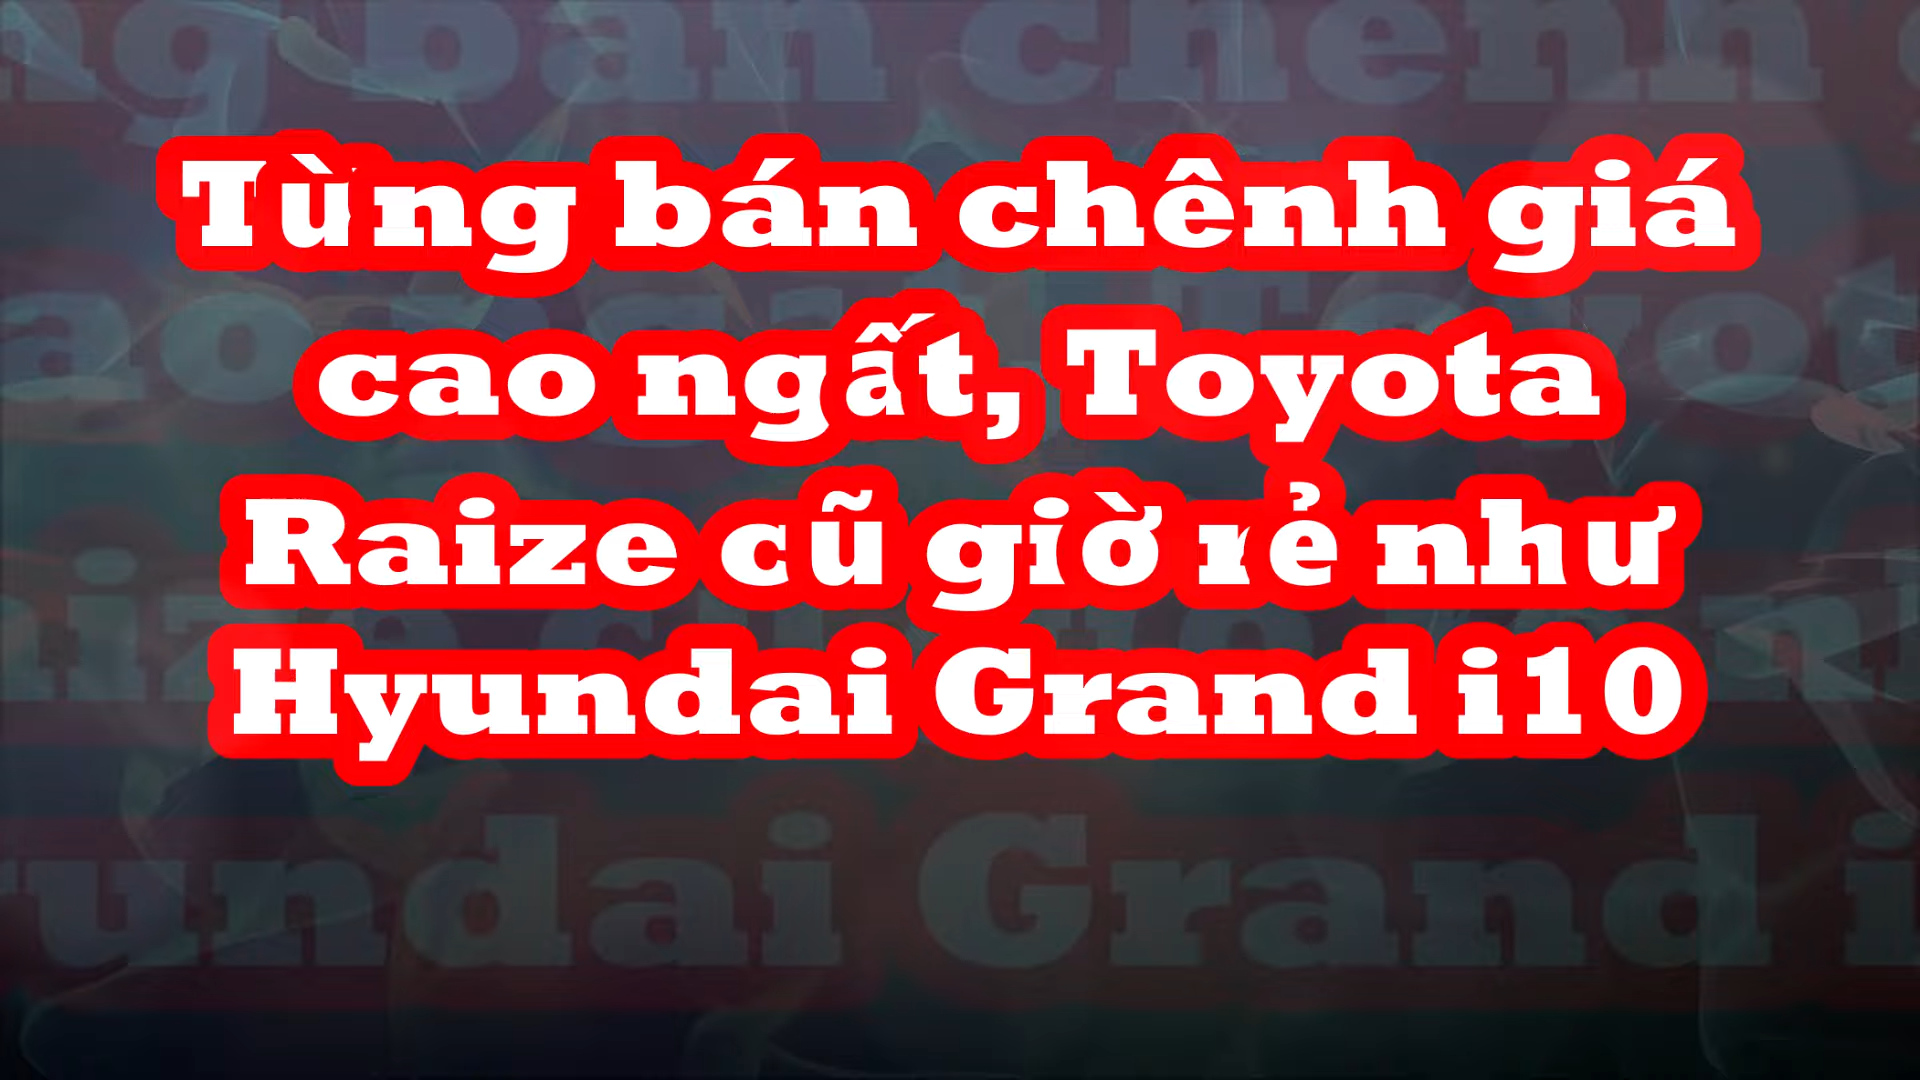 Từng bán chênh giá
cao ngất, Toyota
Raize cũ giờ rẻ như
Hyundai Grand i10